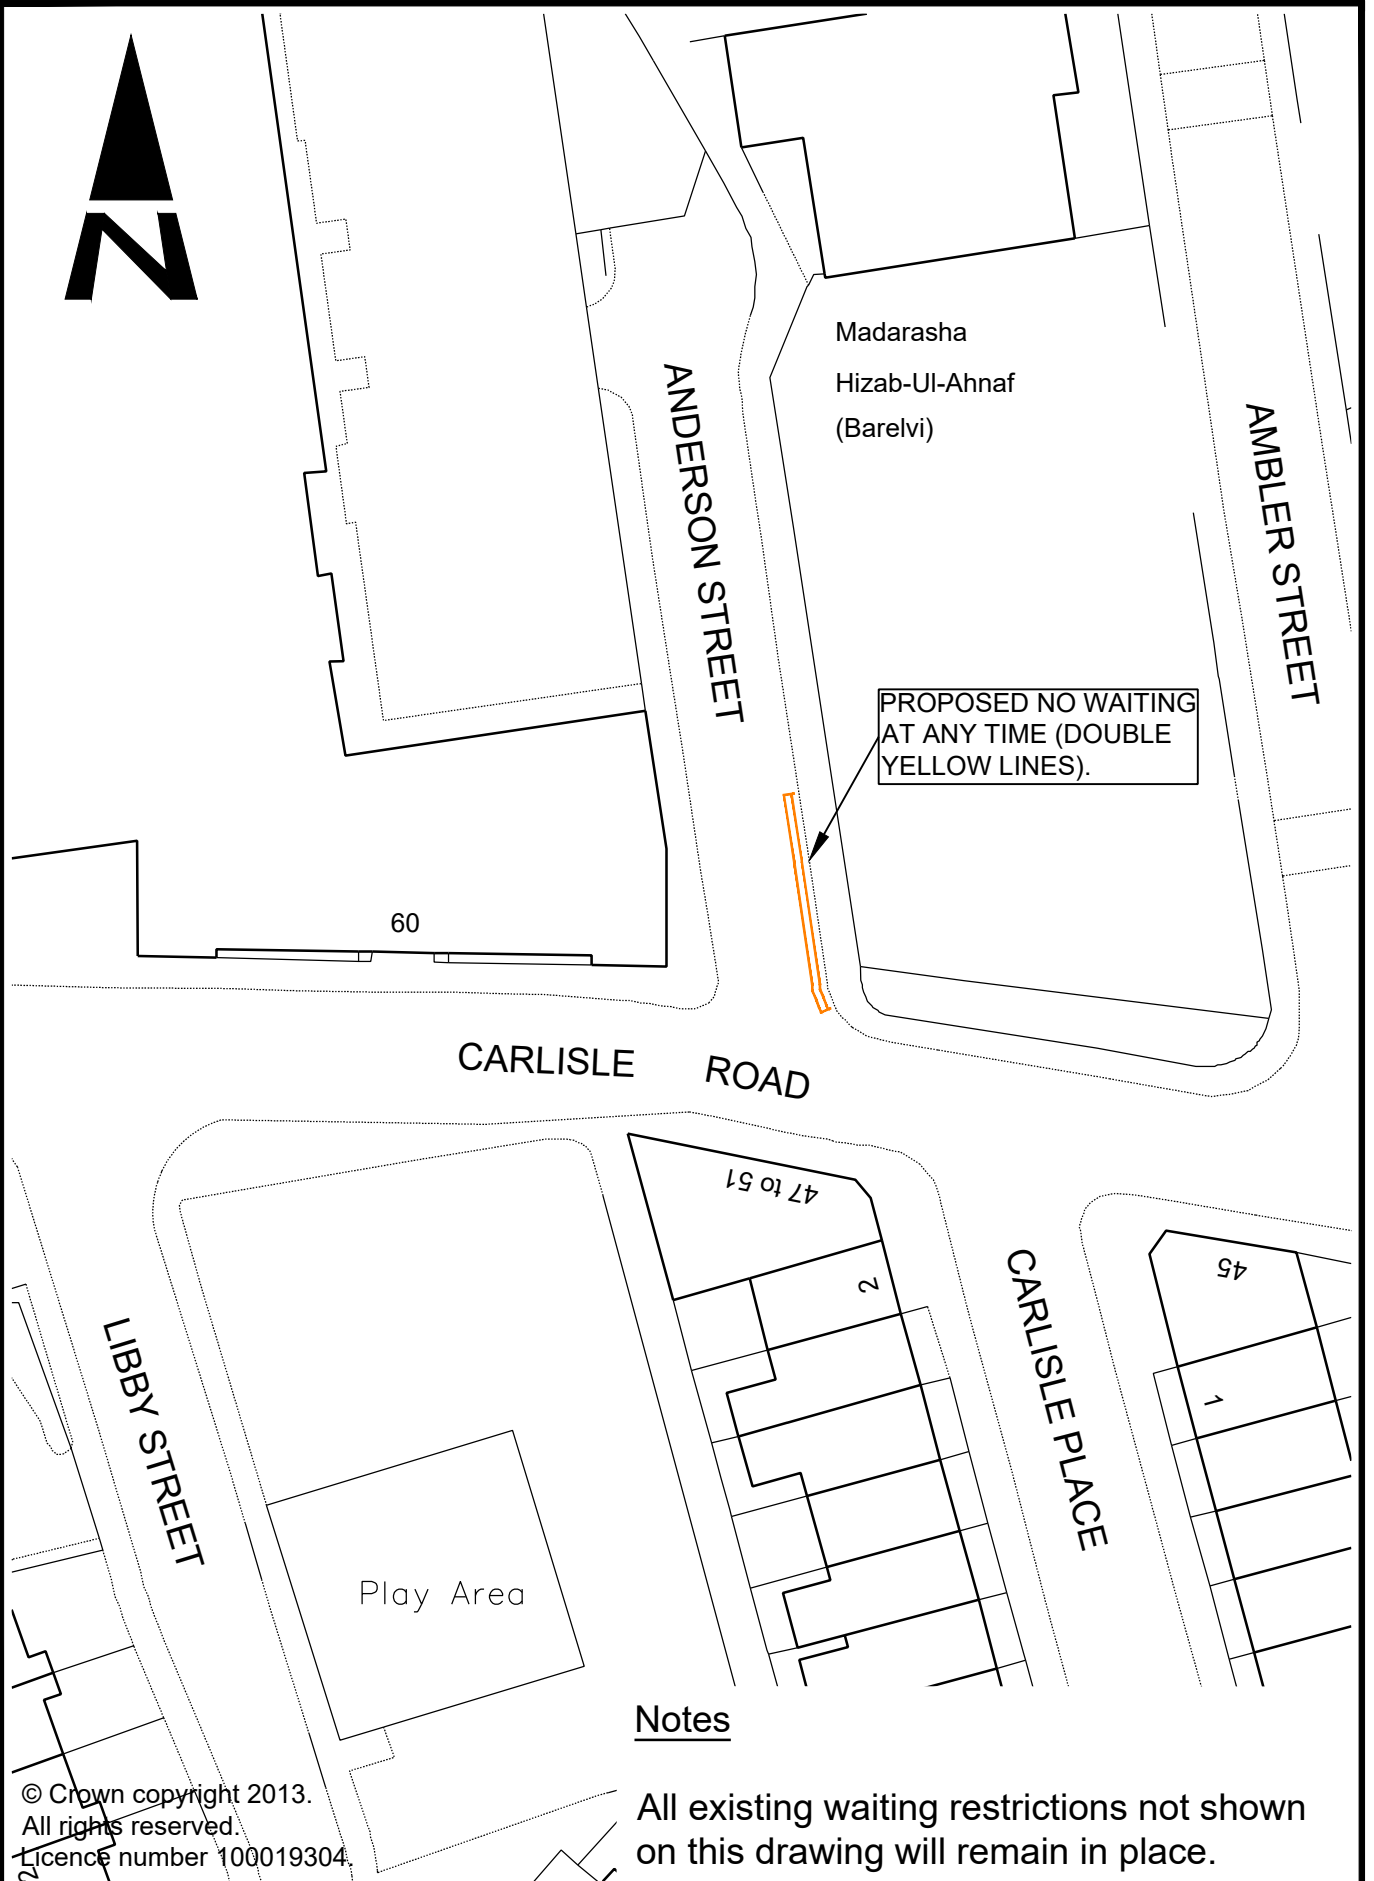 N
Madarasha
Hizab-Ul-Ahnaf
(Barelvi)
ANDERSON STREET
AMBLER STREET
PROPOSED NO WAITING
AT ANY TIME (DOUBLE
YELLOW LINES).
60
CARLISLE ROAD
47 to 51
2
45
1
CARLISLE PLACE
LIBBY STREET
Play Area
Notes
All existing waiting restrictions not shown
on this drawing will remain in place.
© Crown copyright 2013.
All rights reserved.
Licence number 100019304.
2